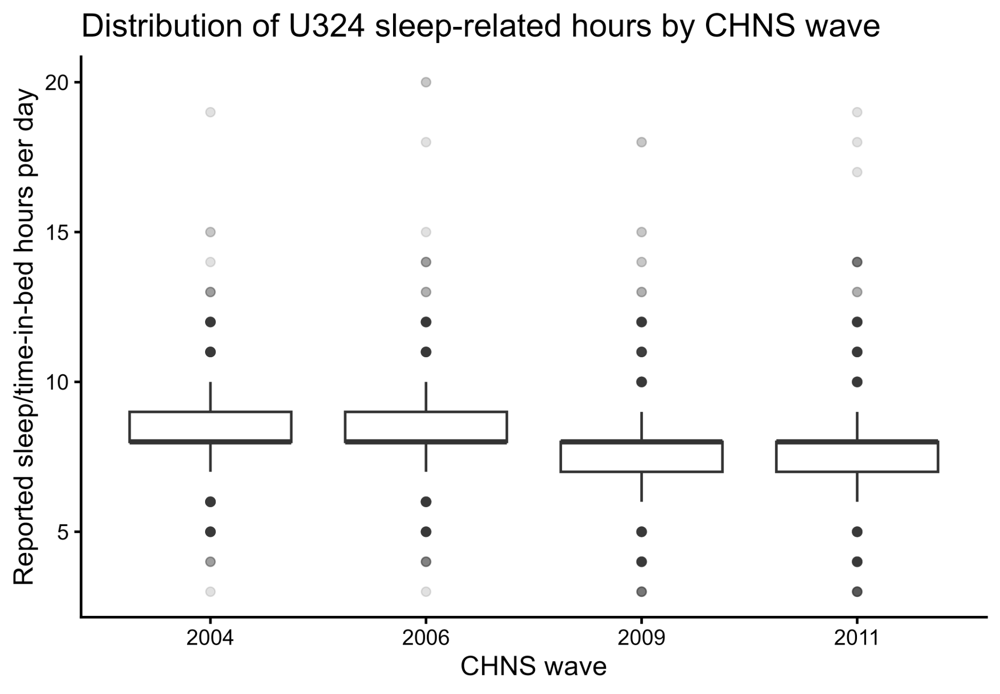 Distribution of U324 sleep-related hours by CHNS wave
Reported sleep/time-in-bed hours per day
20
15
10
5
2004 2006 2009 2011
CHNS wave